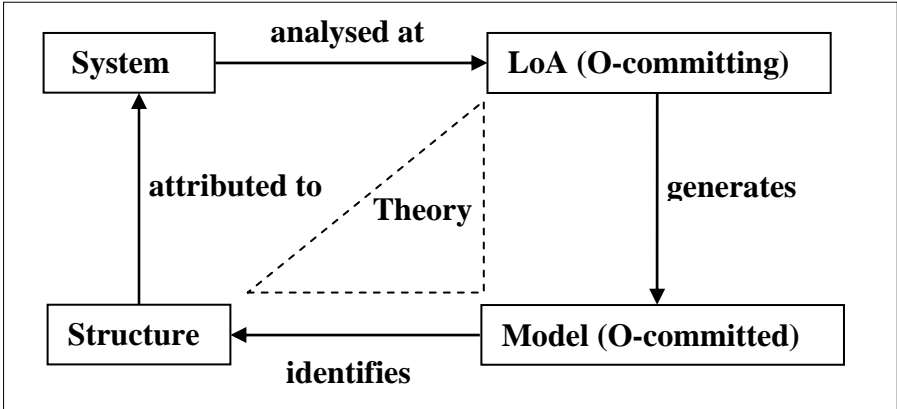 analysed at
System
LoA (O-committing)
attributed to
generates
Theory
Structure
Model (O-committed)
identifies